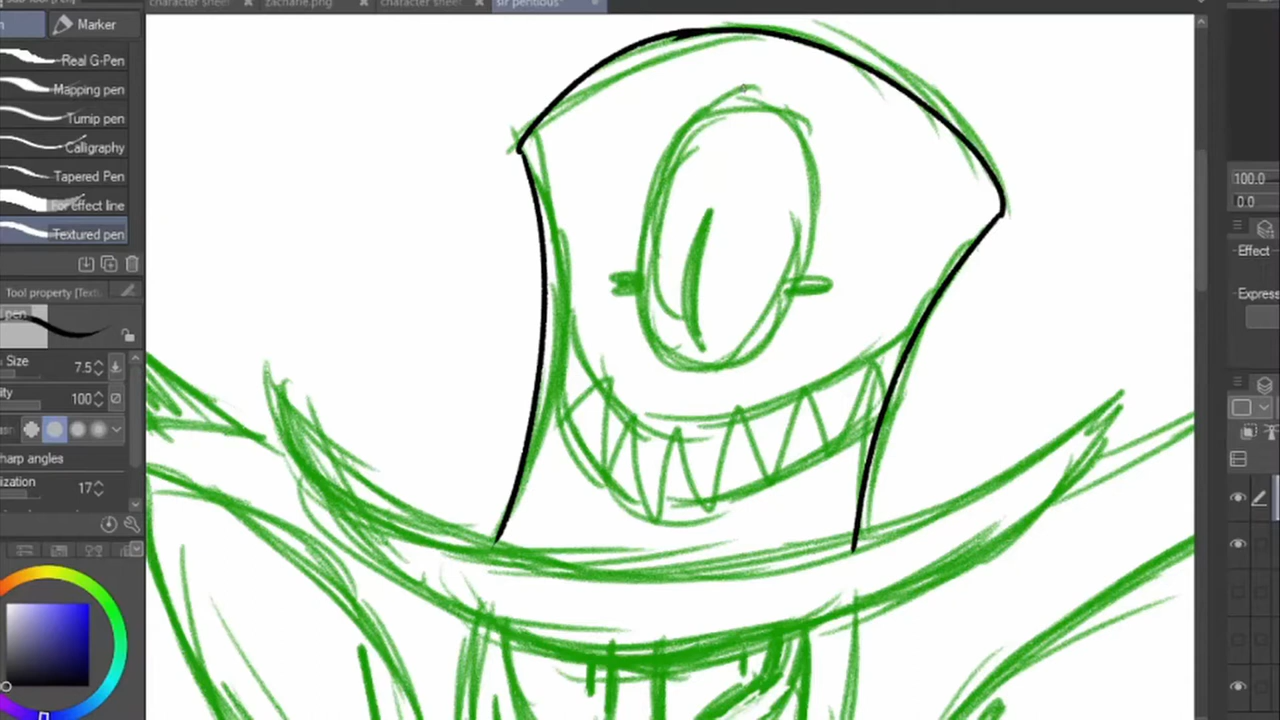 character sheet
zacharie.png
character sheet
sir pentious*
Marker
Real G-Pen
Mapping pen
Turnip pen
Calligraphy
Tapered Pen
For effect line
Textured pen
Tool property [Text
pen
Size
7.5
100
harp angles
17
100.0
0.0
Effect
Express